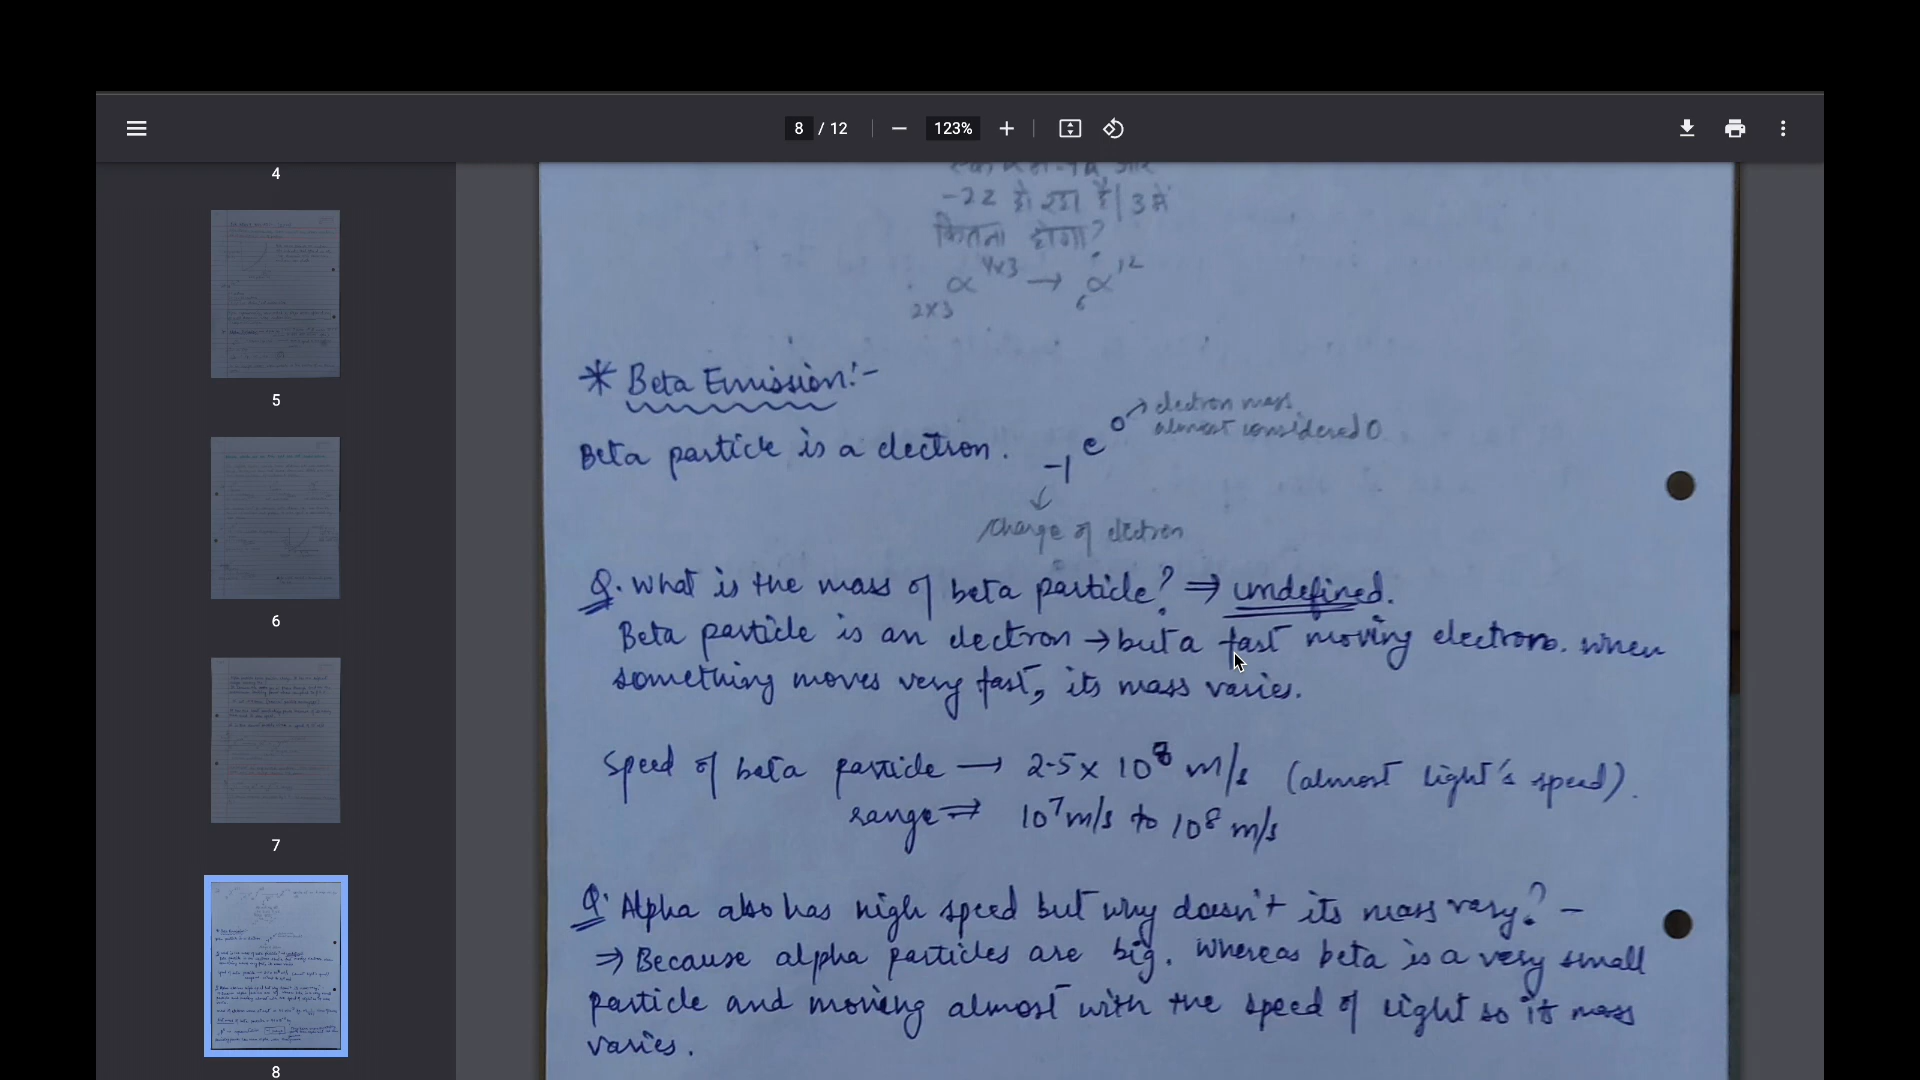 8 / 12
123%
4
5
6
7
8
-22 हो रहा है | 3 में
कितना होगा?
2x3 α 4x3 → 6 α 12
* Beta Emission:-
Beta particle is a electron. -1 e 0
→ electron mass
almost considered 0
charge of electron
Q. What is the mass of beta particle? ⇒ undefined.
Beta particle is an electron → but a fast moving electron. when
something moves very fast, its mass varies.
Speed of beta particle → 2.5 x 10^8 m/s (almost light's speed).
range ⇒ 10^7 m/s to 10^8 m/s
Q. Alpha also has high speed but why doesn't its mass vary? -
⇒ Because alpha particles are big. Whereas beta is a very small
particle and moving almost with the speed of light so its mass
varies.